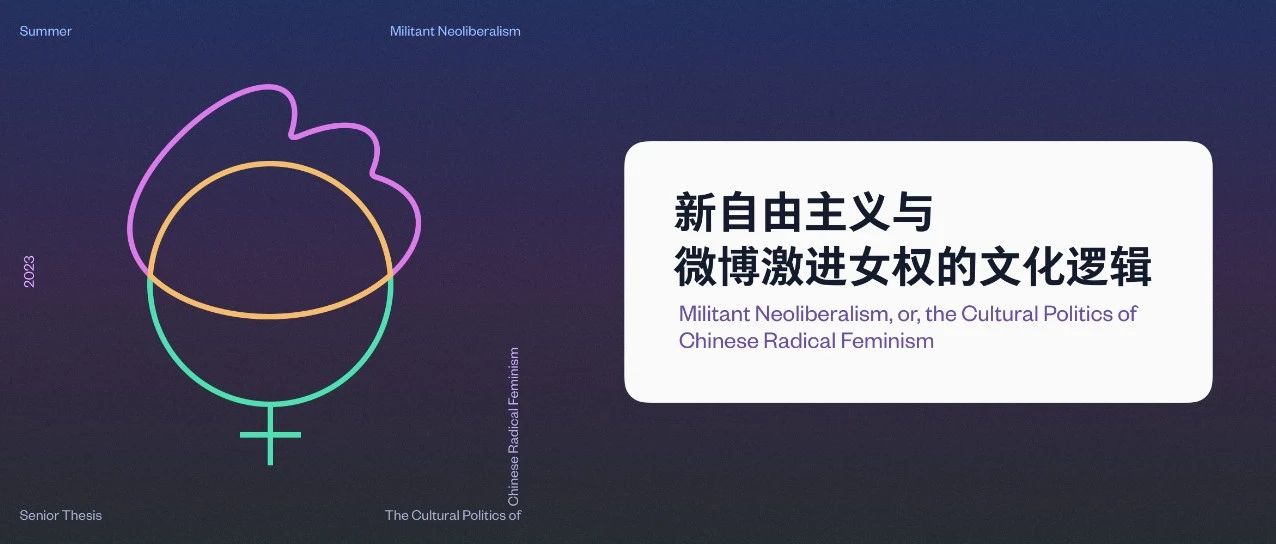 Summer
Militant Neoliberalism
2023
Chinese Radical Feminism
Senior Thesis
The Cultural Politics of
新自由主义与
微博激进女权的文化逻辑
Militant Neoliberalism, or, the Cultural Politics of
Chinese Radical Feminism